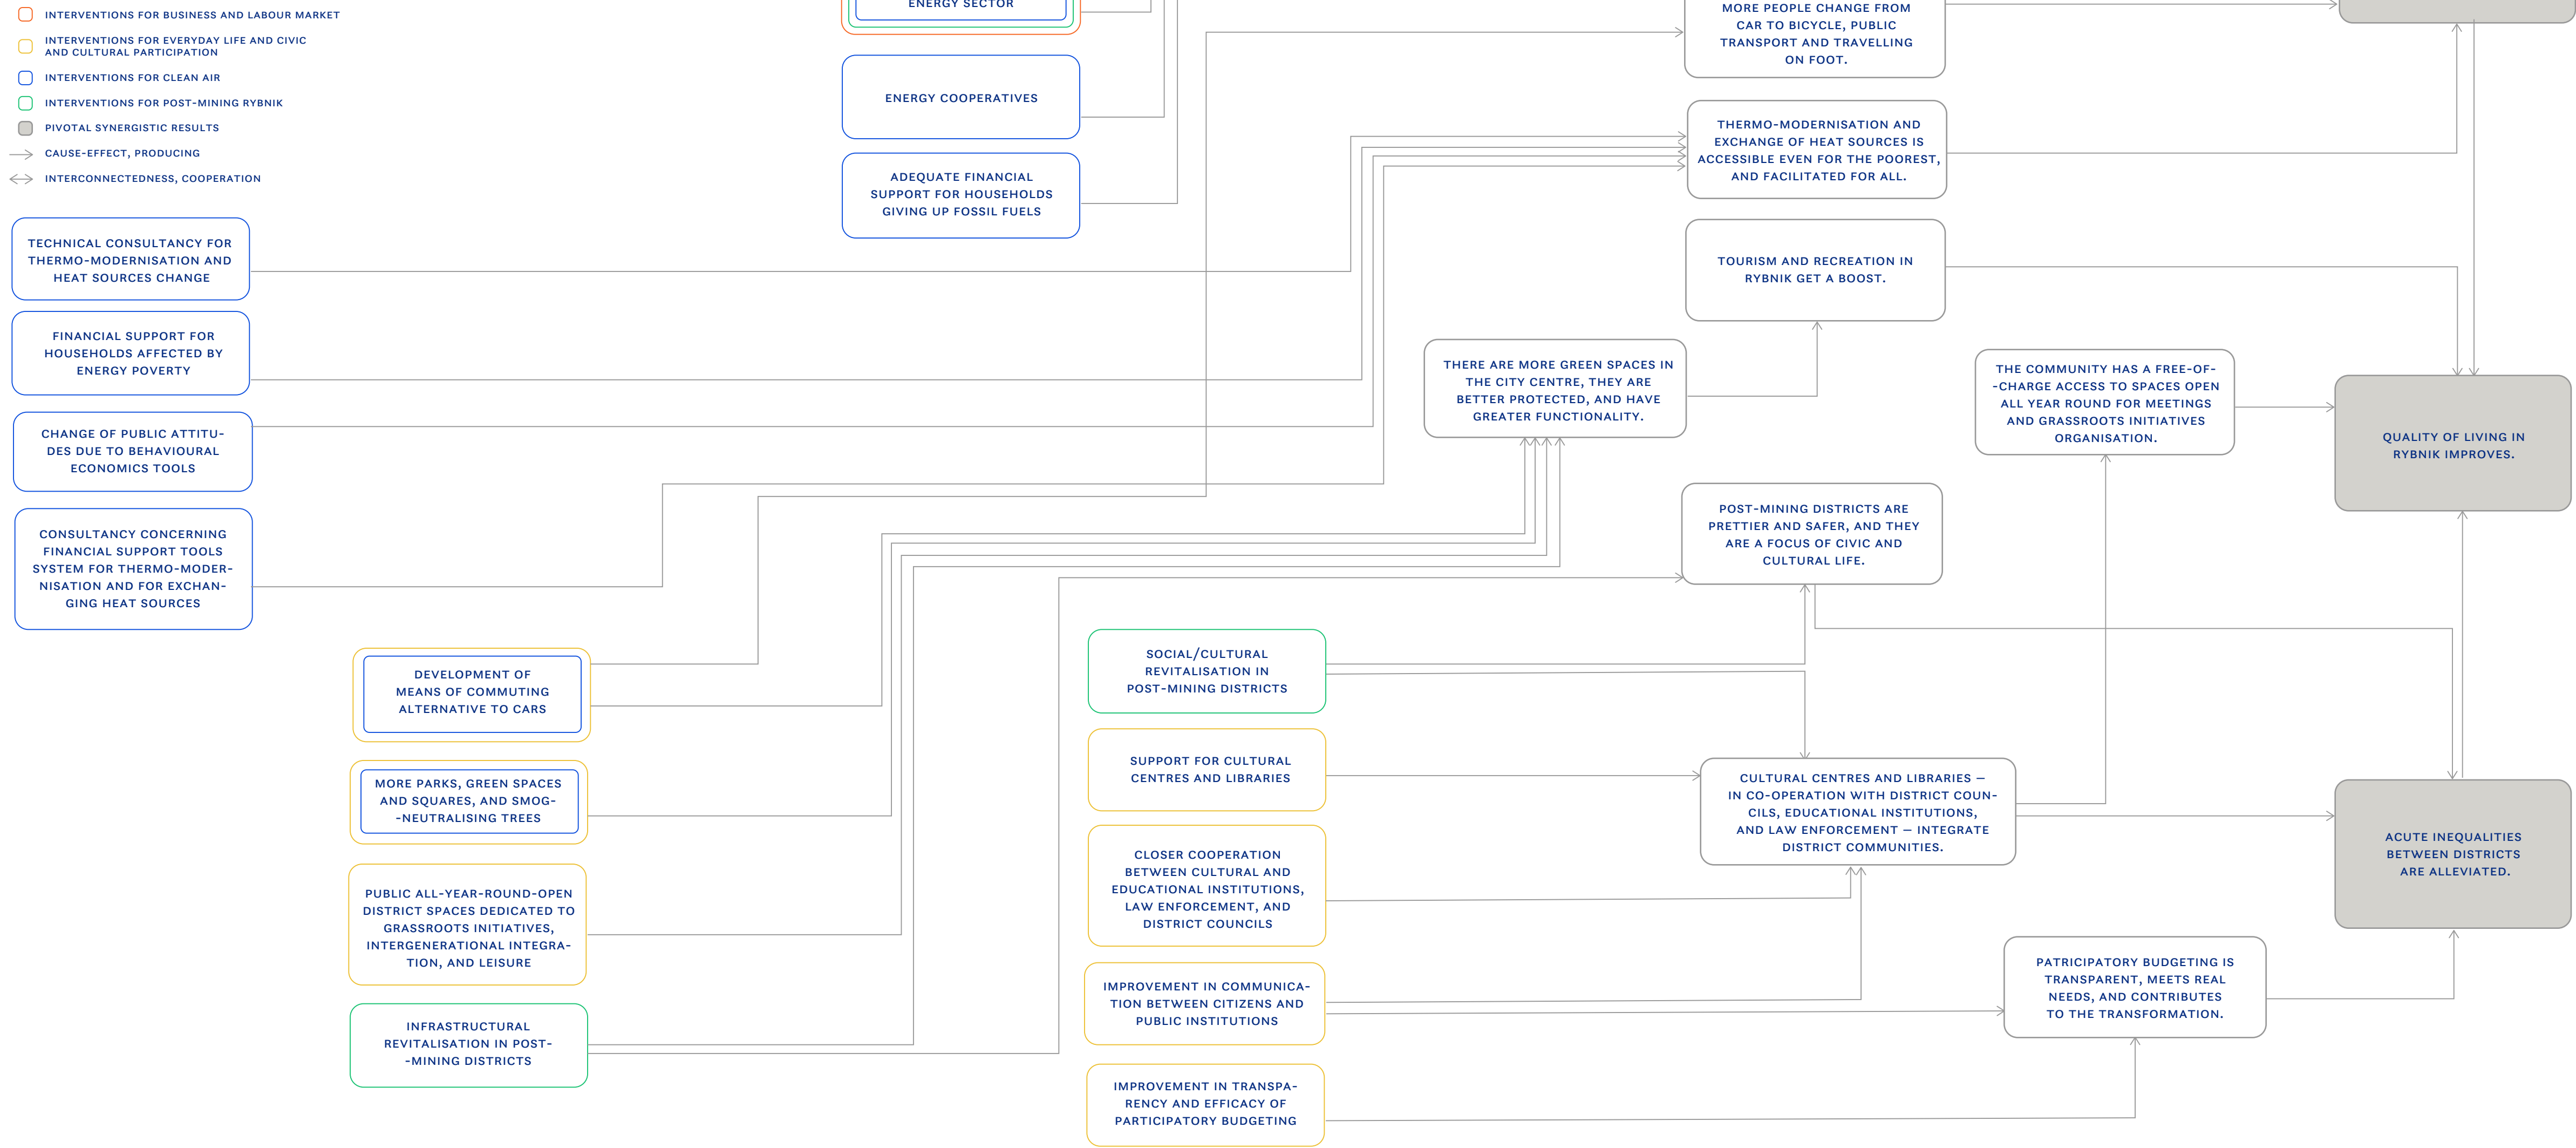 INTERVENTIONS FOR BUSINESS AND LABOUR MARKET
INTERVENTIONS FOR EVERYDAY LIFE AND CIVIC
AND CULTURAL PARTICIPATION
INTERVENTIONS FOR CLEAN AIR
INTERVENTIONS FOR POST-MINING RYBNIK
PIVOTAL SYNERGISTIC RESULTS
CAUSE-EFFECT, PRODUCING
INTERCONNECTEDNESS, COOPERATION
TECHNICAL CONSULTANCY FOR
THERMO-MODERNISATION AND
HEAT SOURCES CHANGE
FINANCIAL SUPPORT FOR
HOUSEHOLDS AFFECTED BY
ENERGY POVERTY
CHANGE OF PUBLIC ATTITU-
DES DUE TO BEHAVIOURAL
ECONOMICS TOOLS
CONSULTANCY CONCERNING
FINANCIAL SUPPORT TOOLS
SYSTEM FOR THERMO-MODER-
NISATION AND FOR EXCHAN-
GING HEAT SOURCES
DEVELOPMENT OF
MEANS OF COMMUTING
ALTERNATIVE TO CARS
MORE PARKS, GREEN SPACES
AND SQUARES, AND SMOG-
-NEUTRALISING TREES
PUBLIC ALL-YEAR-ROUND-OPEN
DISTRICT SPACES DEDICATED TO
GRASSROOTS INITIATIVES,
INTERGENERATIONAL INTEGRA-
TION, AND LEISURE
INFRASTRUCTURAL
REVITALISATION IN POST-
-MINING DISTRICTS
ENERGY SECTOR
ENERGY COOPERATIVES
ADEQUATE FINANCIAL
SUPPORT FOR HOUSEHOLDS
GIVING UP FOSSIL FUELS
SOCIAL/CULTURAL
REVITALISATION IN
POST-MINING DISTRICTS
SUPPORT FOR CULTURAL
CENTRES AND LIBRARIES
CLOSER COOPERATION
BETWEEN CULTURAL AND
EDUCATIONAL INSTITUTIONS,
LAW ENFORCEMENT, AND
DISTRICT COUNCILS
IMPROVEMENT IN COMMUNICA-
TION BETWEEN CITIZENS AND
PUBLIC INSTITUTIONS
IMPROVEMENT IN TRANSPA-
RENCY AND EFFICACY OF
PARTICIPATORY BUDGETING
MORE PEOPLE CHANGE FROM
CAR TO BICYCLE, PUBLIC
TRANSPORT AND TRAVELLING
ON FOOT.
THERMO-MODERNISATION AND
EXCHANGE OF HEAT SOURCES IS
ACCESSIBLE EVEN FOR THE POOREST,
AND FACILITATED FOR ALL.
TOURISM AND RECREATION IN
RYBNIK GET A BOOST.
THERE ARE MORE GREEN SPACES IN
THE CITY CENTRE, THEY ARE
BETTER PROTECTED, AND HAVE
GREATER FUNCTIONALITY.
POST-MINING DISTRICTS ARE
PRETTIER AND SAFER, AND THEY
ARE A FOCUS OF CIVIC AND
CULTURAL LIFE.
CULTURAL CENTRES AND LIBRARIES –
IN CO-OPERATION WITH DISTRICT COUN-
CILS, EDUCATIONAL INSTITUTIONS,
AND LAW ENFORCEMENT – INTEGRATE
DISTRICT COMMUNITIES.
THE COMMUNITY HAS A FREE-OF-
-CHARGE ACCESS TO SPACES OPEN
ALL YEAR ROUND FOR MEETINGS
AND GRASSROOTS INITIATIVES
ORGANISATION.
PATRICIPATORY BUDGETING IS
TRANSPARENT, MEETS REAL
NEEDS, AND CONTRIBUTES
TO THE TRANSFORMATION.
QUALITY OF LIVING IN
RYBNIK IMPROVES.
ACUTE INEQUALITIES
BETWEEN DISTRICTS
ARE ALLEVIATED.